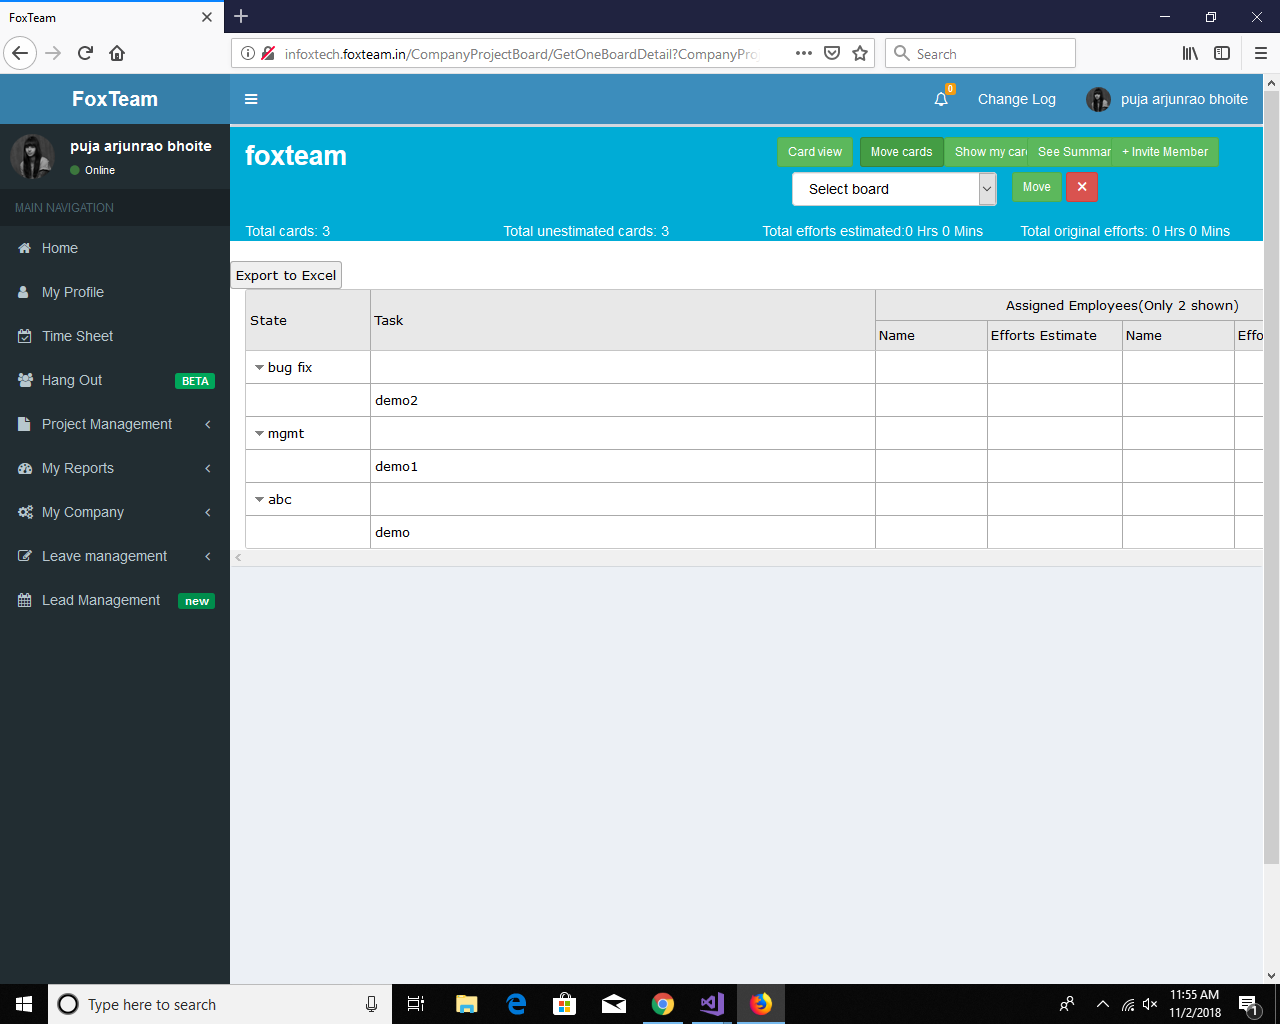 FoxTeam
infoxtech.foxteam.in/CompanyProjectBoard/GetOneBoardDetail?CompanyPro
Search
FoxTeam
0
Change Log
puja arjunrao bhoite
puja arjunrao bhoite
Online
MAIN NAVIGATION
Home
My Profile
Time Sheet
Hang Out BETA
Project Management
My Reports
My Company
Leave management
Lead Management new
foxteam
Card view
Move cards
Show my car
See Summar
+ Invite Member
Select board
Move
Total cards: 3
Total unestimated cards: 3
Total efforts estimated:0 Hrs 0 Mins
Total original efforts: 0 Hrs 0 Mins
Export to Excel
State
Task
Assigned Employees(Only 2 shown)
Name
Efforts Estimate
Name
Effo
bug fix
demo2
mgmt
demo1
abc
demo
Type here to search
11:55 AM
11/2/2018
1